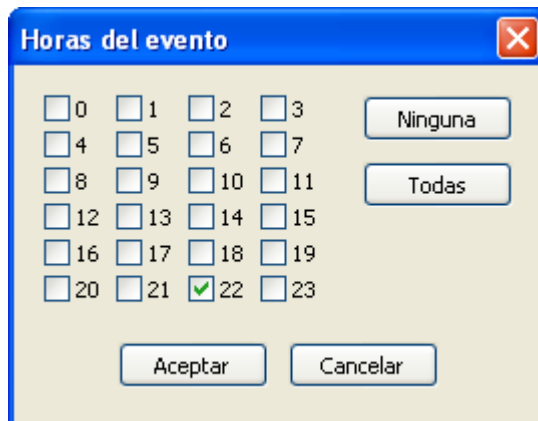 Horas del evento
0 1 2 3
Ninguna
4 5 6 7
8 9 10 11
Todas
12 13 14 15
16 17 18 19
20 21 22 23
Aceptar Cancelar